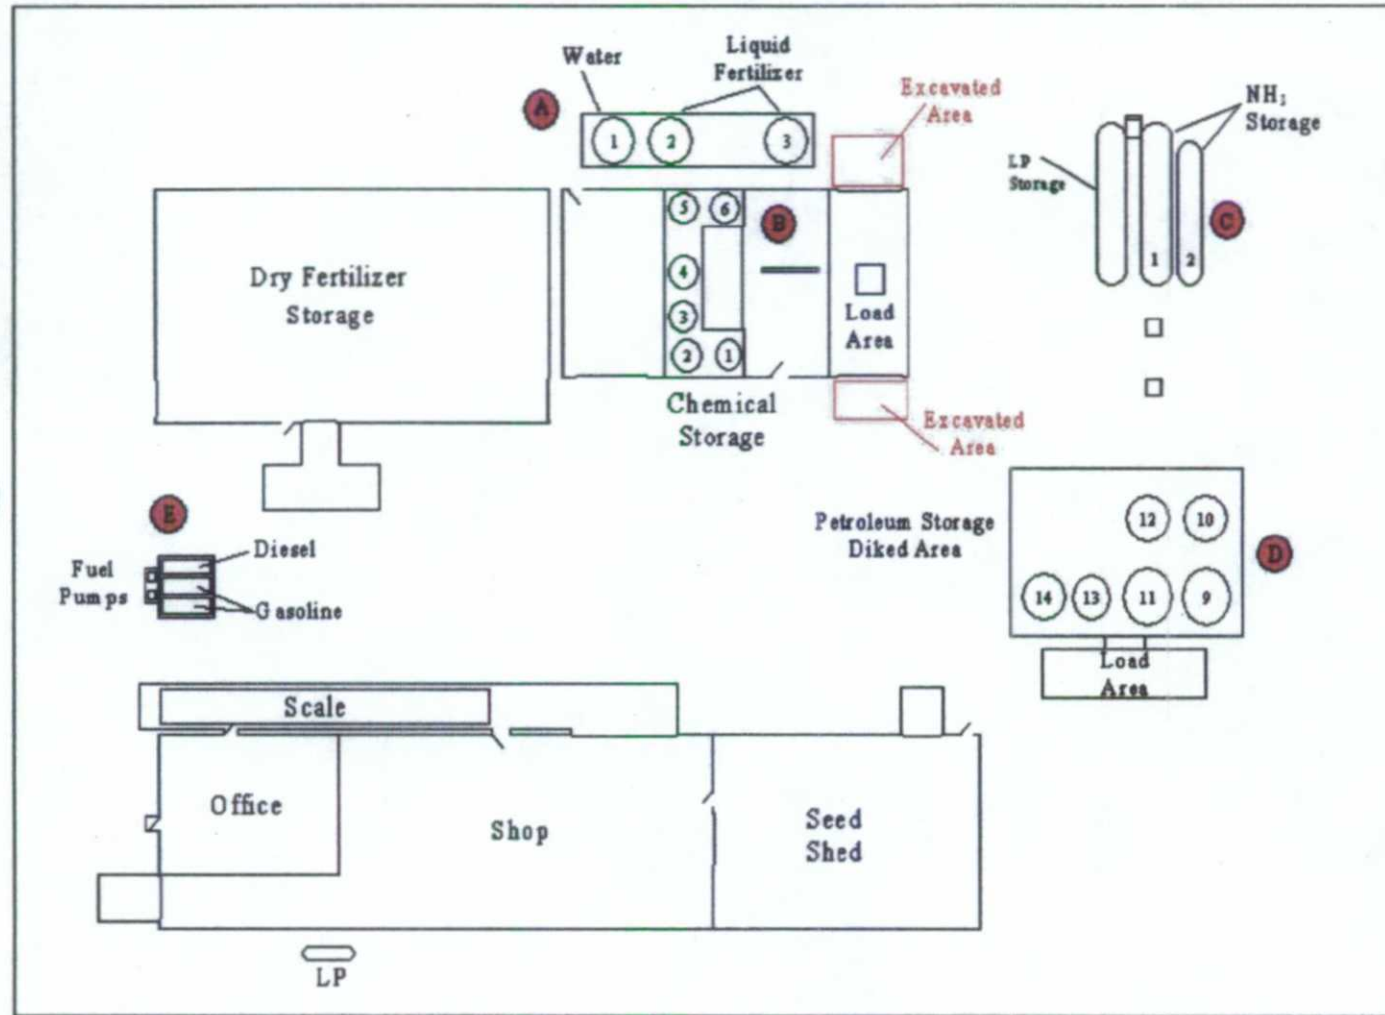 Water
Liquid
Fertilizer
A
1
2
3
Excavated
Area
NH3
Storage
LP
Storage
C
1
2
5
6
B
4
3
2
1
Dry Fertilizer
Storage
Load
Area
Chemical
Storage
Excavated
Area
E
Diesel
Fuel
Pumps
Gasoline
Petroleum Storage
Diked Area
12
10
D
14
13
11
9
Load
Area
Scale
Office
Shop
Seed
Shed
LP